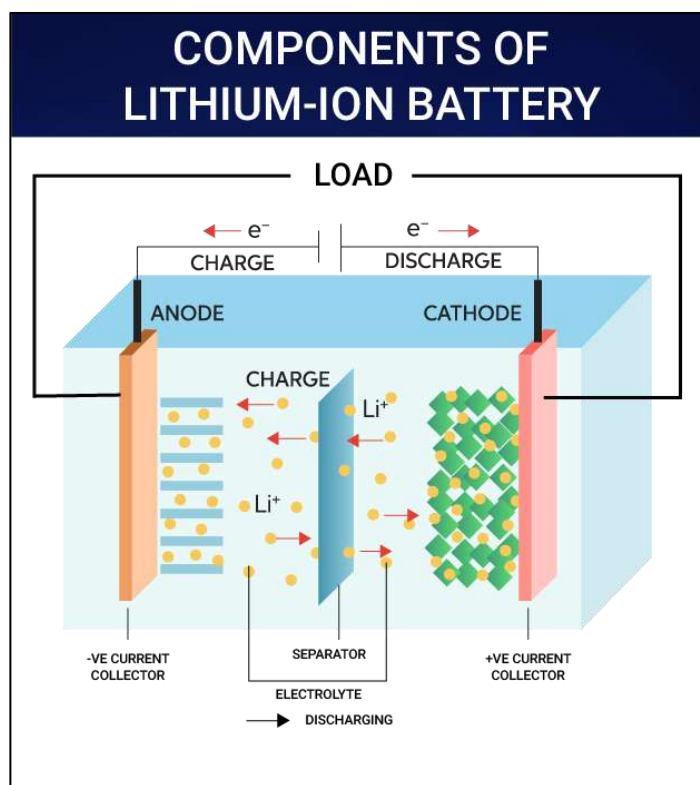 COMPONENTS OF
LITHIUM-ION BATTERY
LOAD
e⁻
e⁻
CHARGE
DISCHARGE
ANODE
CATHODE
CHARGE
Li⁺
Li⁺
-VE CURRENT
COLLECTOR
SEPARATOR
+VE CURRENT
COLLECTOR
ELECTROLYTE
DISCHARGING